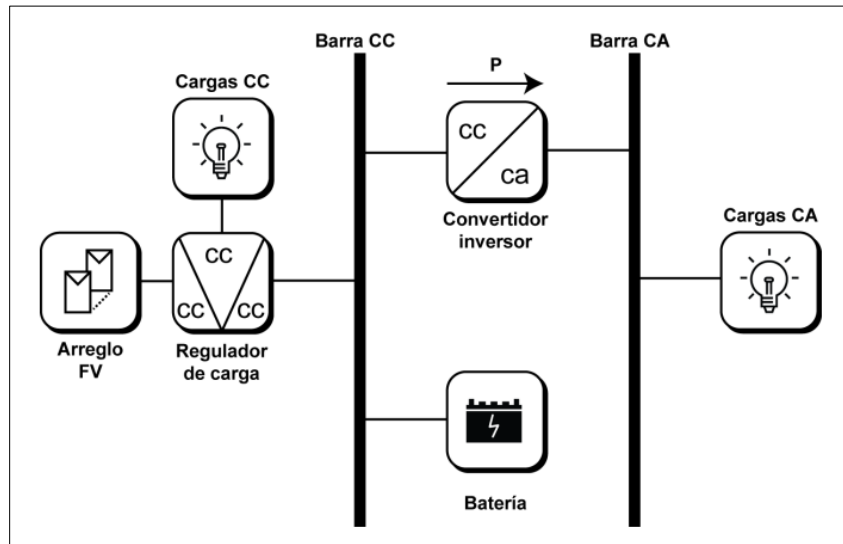 Barra CC
Barra CA
P
Cargas CC
CC
ca
Convertidor
inversor
Cargas CA
CC
CC
CC
Arreglo
FV
Regulador
de carga
Batería